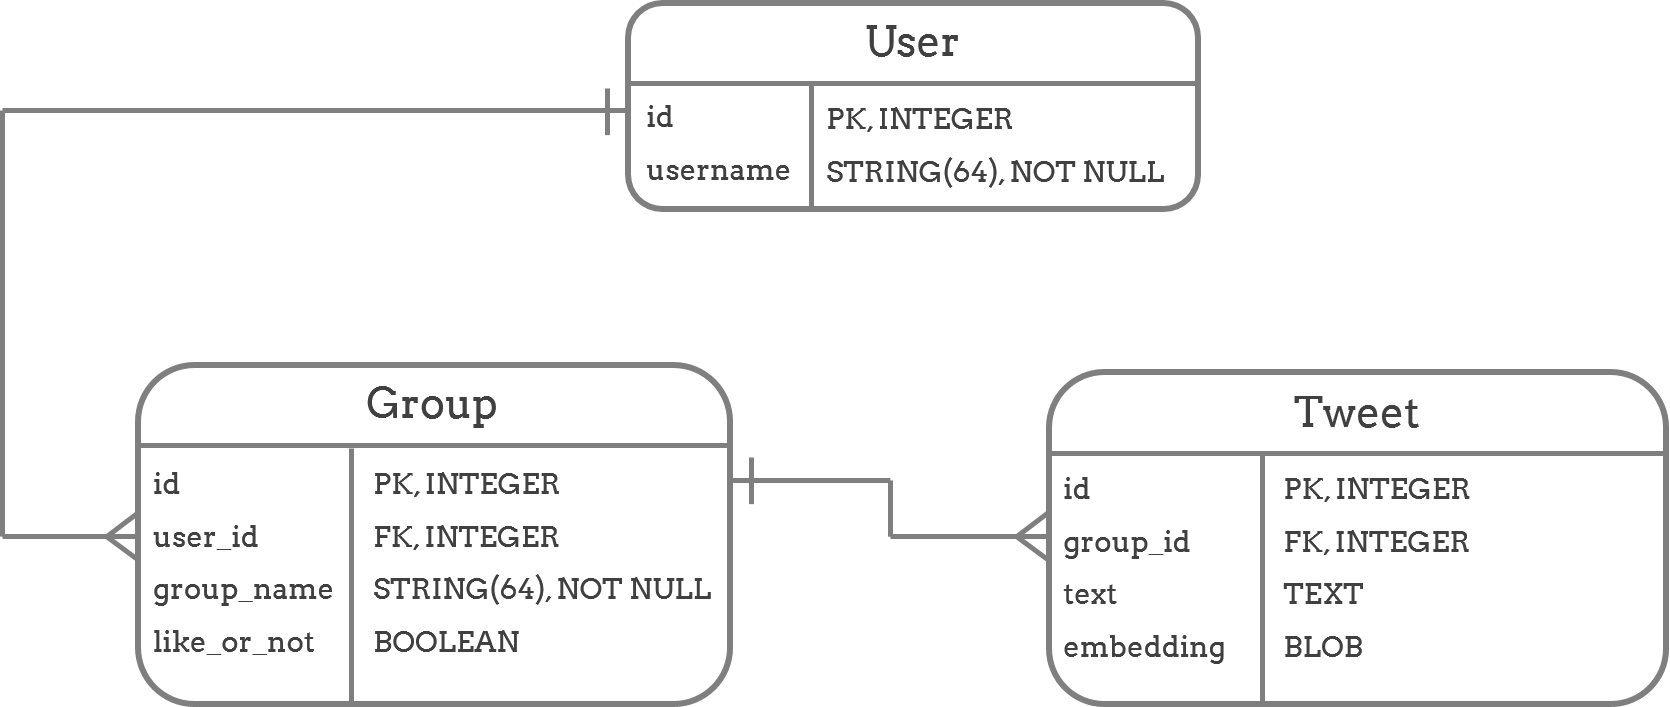 User
id PK, INTEGER
username STRING(64), NOT NULL
Group
id PK, INTEGER
user_id FK, INTEGER
group_name STRING(64), NOT NULL
like_or_not BOOLEAN
Tweet
id PK, INTEGER
group_id FK, INTEGER
text TEXT
embedding BLOB